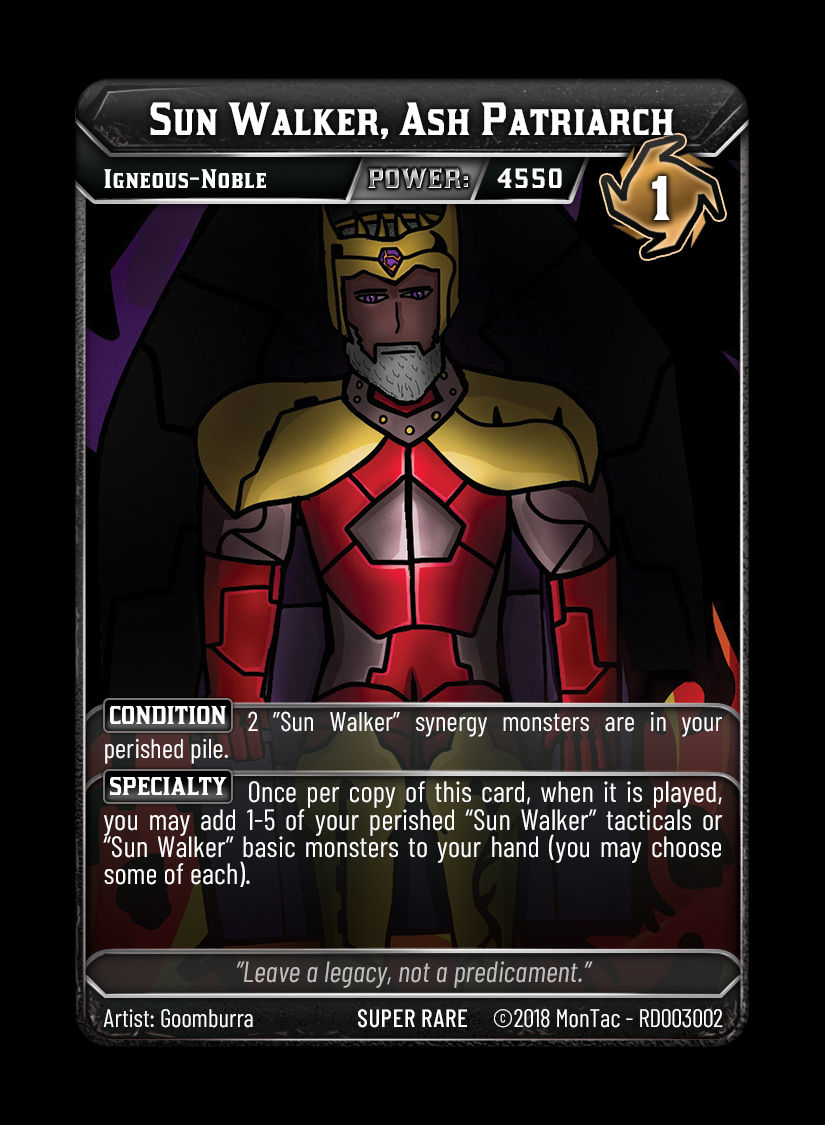 Sun Walker, Ash Patriarch
Igneous-Noble POWER: 4550
1
CONDITION 2 "Sun Walker" synergy monsters are in your
perished pile.
SPECIALTY Once per copy of this card, when it is played,
you may add 1-5 of your perished "Sun Walker" tacticals or
"Sun Walker" basic monsters to your hand (you may choose
some of each).
"Leave a legacy, not a predicament."
Artist: Goomburra SUPER RARE ©2018 MonTac - RD003002